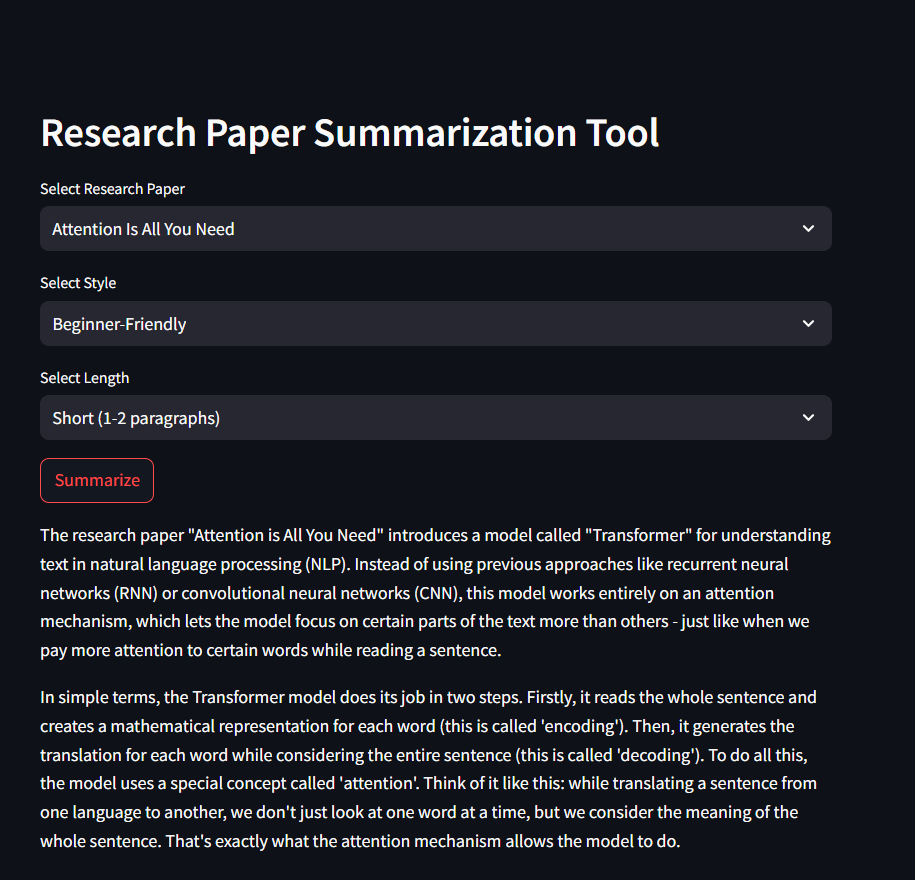 Research Paper Summarization Tool
Select Research Paper
Attention Is All You Need
Select Style
Beginner-Friendly
Select Length
Short (1-2 paragraphs)
Summarize
The research paper "Attention is All You Need" introduces a model called "Transformer" for understanding
text in natural language processing (NLP). Instead of using previous approaches like recurrent neural
networks (RNN) or convolutional neural networks (CNN), this model works entirely on an attention
mechanism, which lets the model focus on certain parts of the text more than others - just like when we
pay more attention to certain words while reading a sentence.
In simple terms, the Transformer model does its job in two steps. Firstly, it reads the whole sentence and
creates a mathematical representation for each word (this is called 'encoding'). Then, it generates the
translation for each word while considering the entire sentence (this is called 'decoding'). To do all this,
the model uses a special concept called 'attention'. Think of it like this: while translating a sentence from
one language to another, we don't just look at one word at a time, but we consider the meaning of the
whole sentence. That's exactly what the attention mechanism allows the model to do.